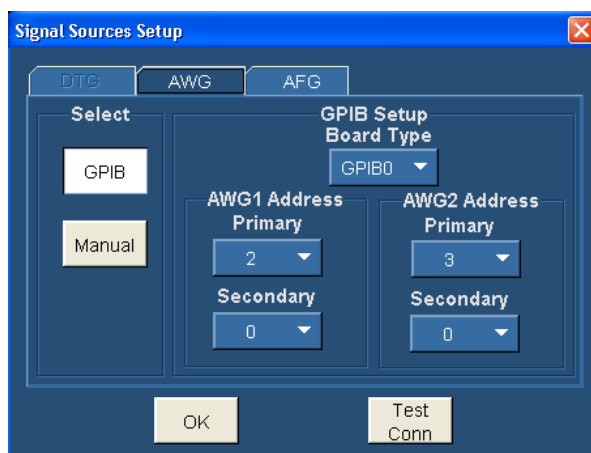 Signal Sources Setup
DTG AWG AFG
Select
GPIB
Manual
GPIB Setup
Board Type
GPIB0
AWG1 Address
Primary
2
Secondary
0
AWG2 Address
Primary
3
Secondary
0
OK
Test
Conn